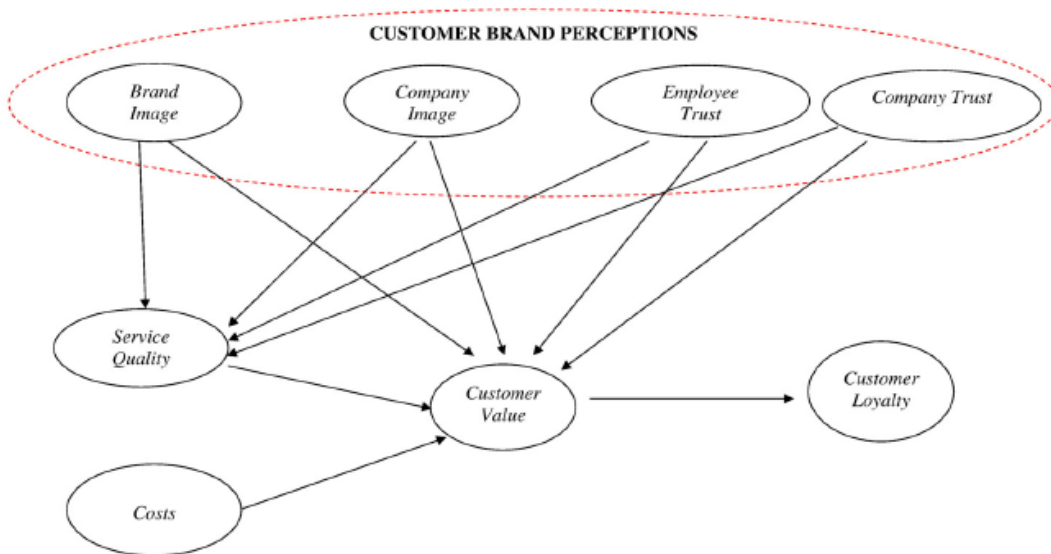 CUSTOMER BRAND PERCEPTIONS
Brand
Image
Company
Image
Employee
Trust
Company Trust
Service
Quality
Customer
Value
Customer
Loyalty
Costs